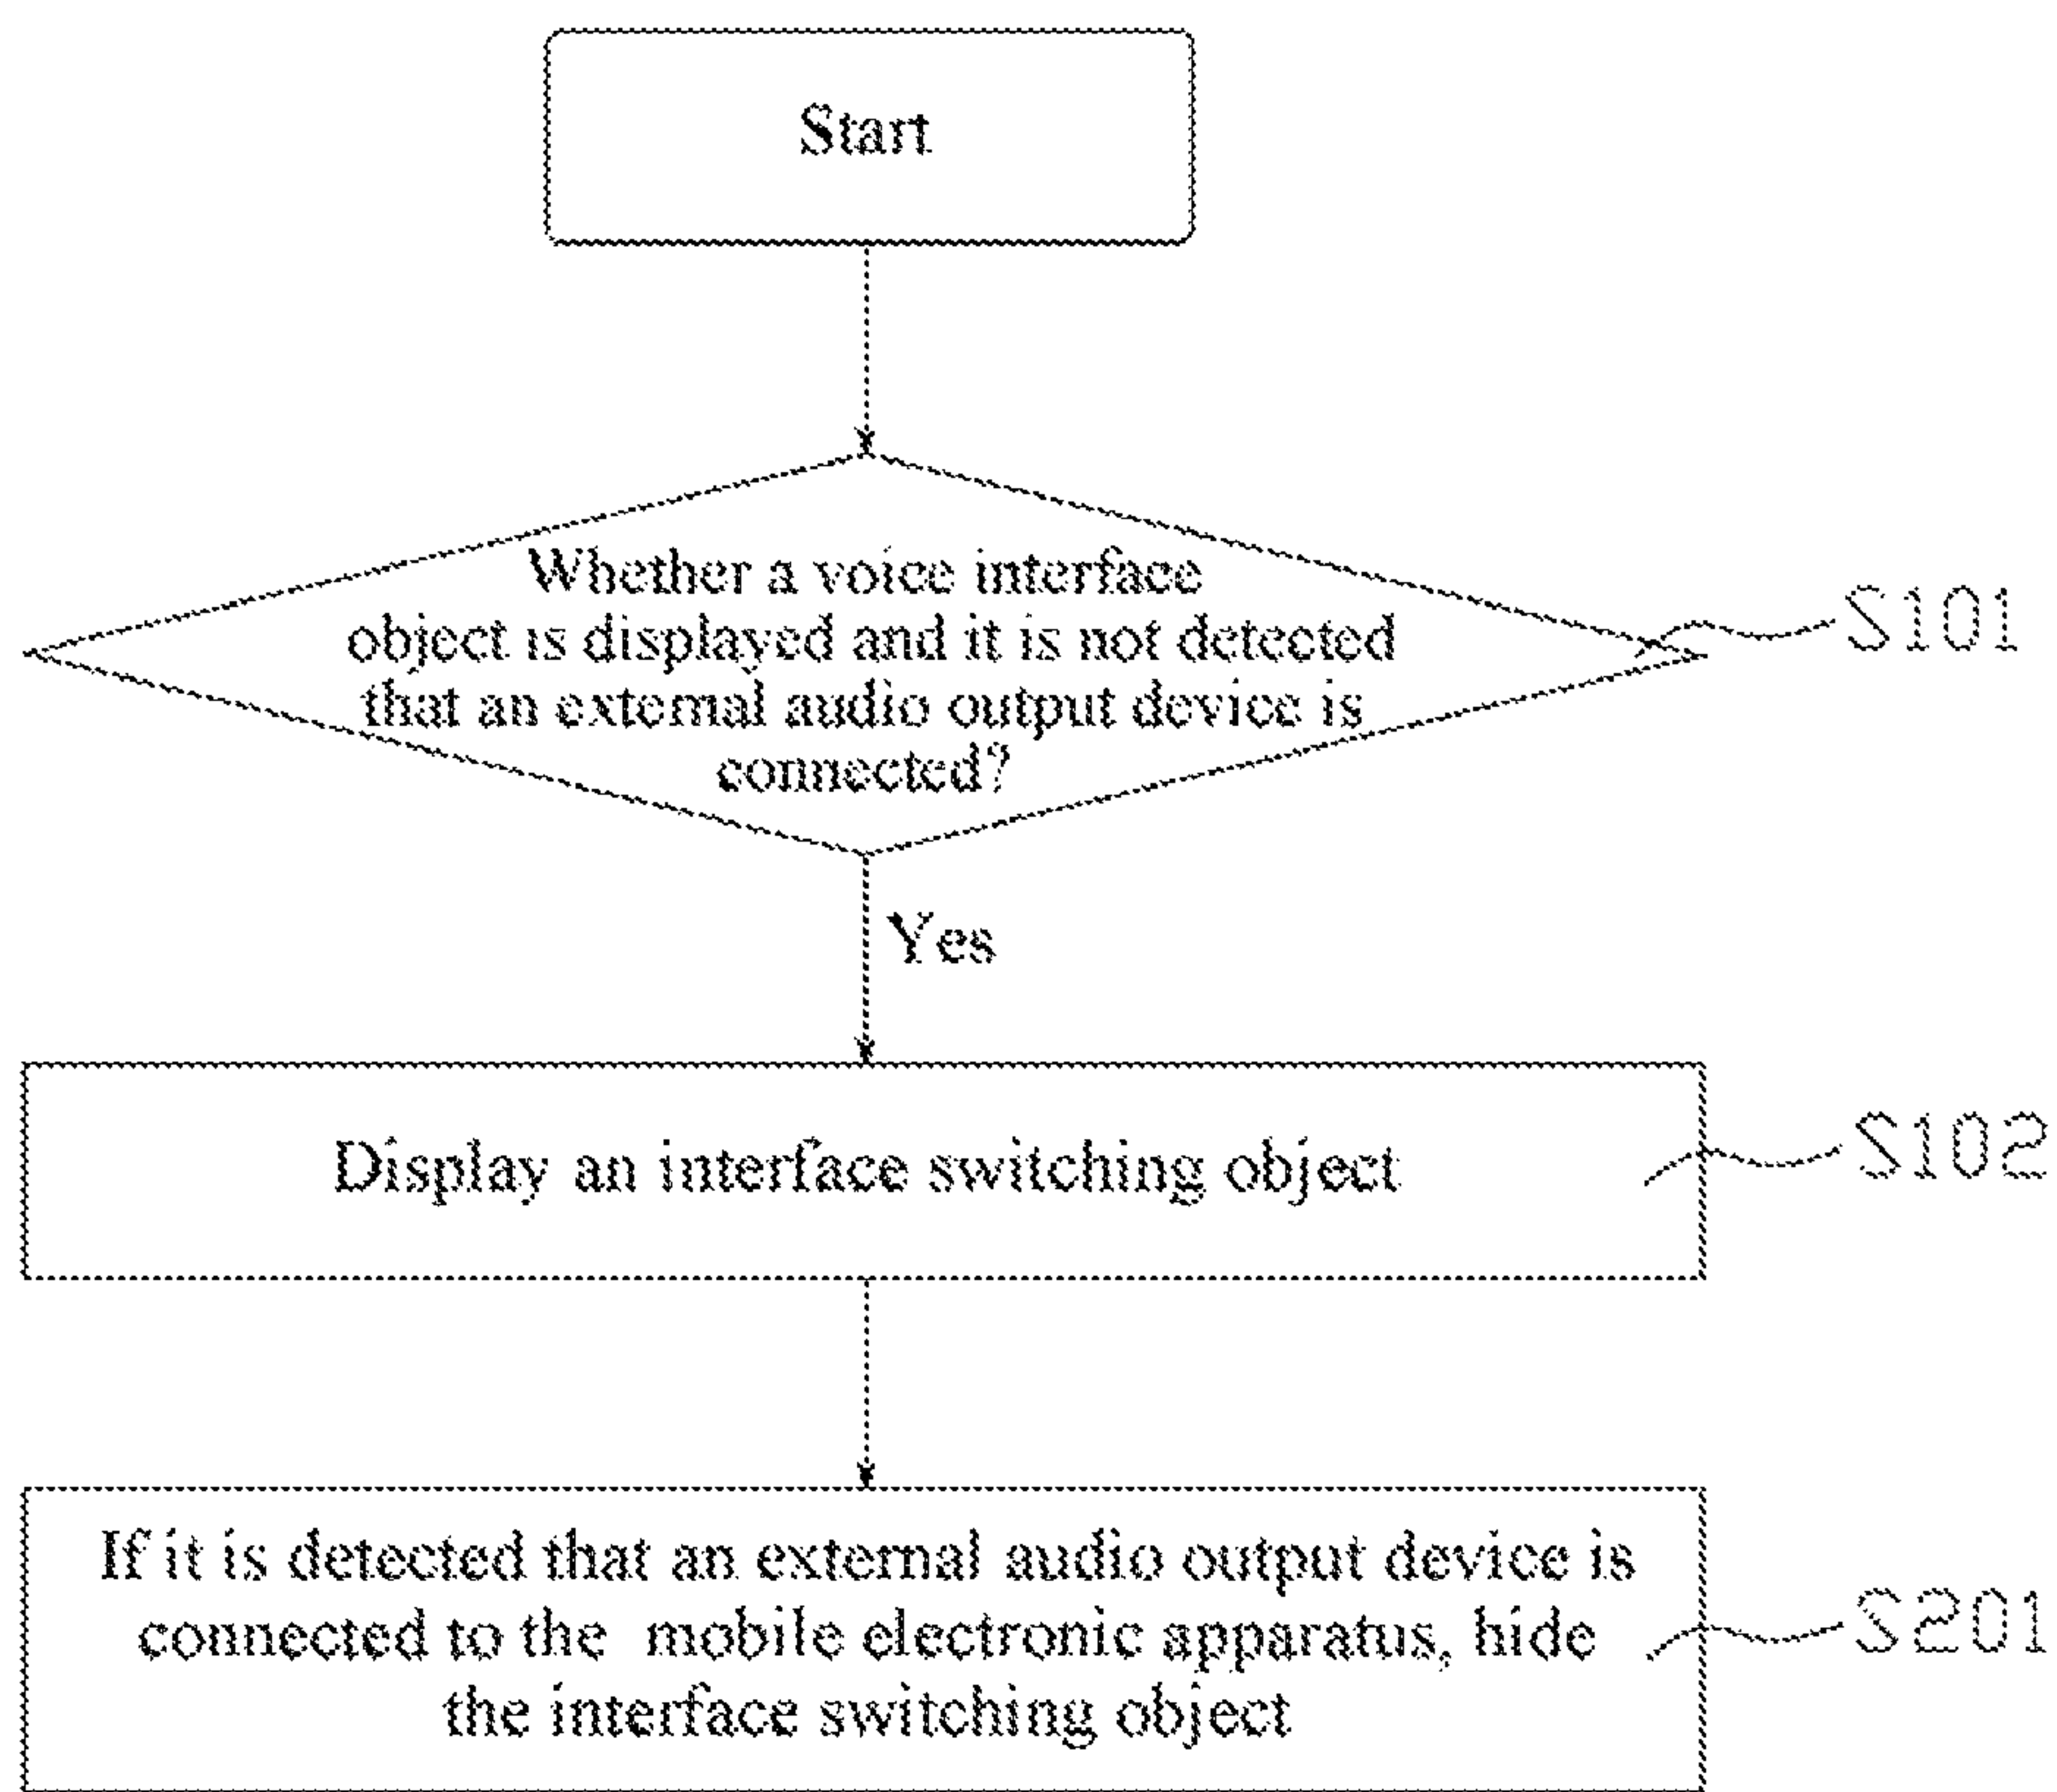 Start
Whether a voice interface
object is displayed and it is not detected
that an external audio output device is
connected?
S101
Yes
Display an interface switching object
S102
If it is detected that an external audio output device is
connected to the mobile electronic apparatus, hide
the interface switching object
S201